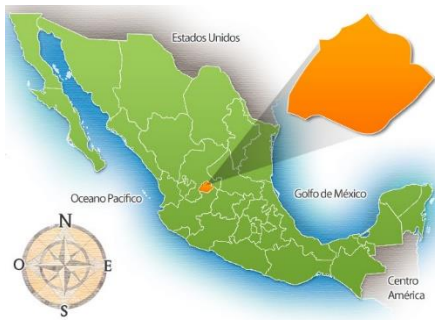 Estados Unidos
Oceano Pacifico
Golfo de México
Centro
América
N
O
E
S